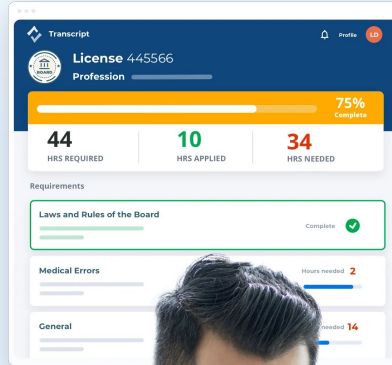 Transcript
Profile LD
License 445566
BOARD
Profession
75%
Complete
44
HRS REQUIRED
10
HRS APPLIED
34
HRS NEEDED
Requirements
Laws and Rules of the Board
Complete
Medical Errors
Hours needed 2
General
needed 14